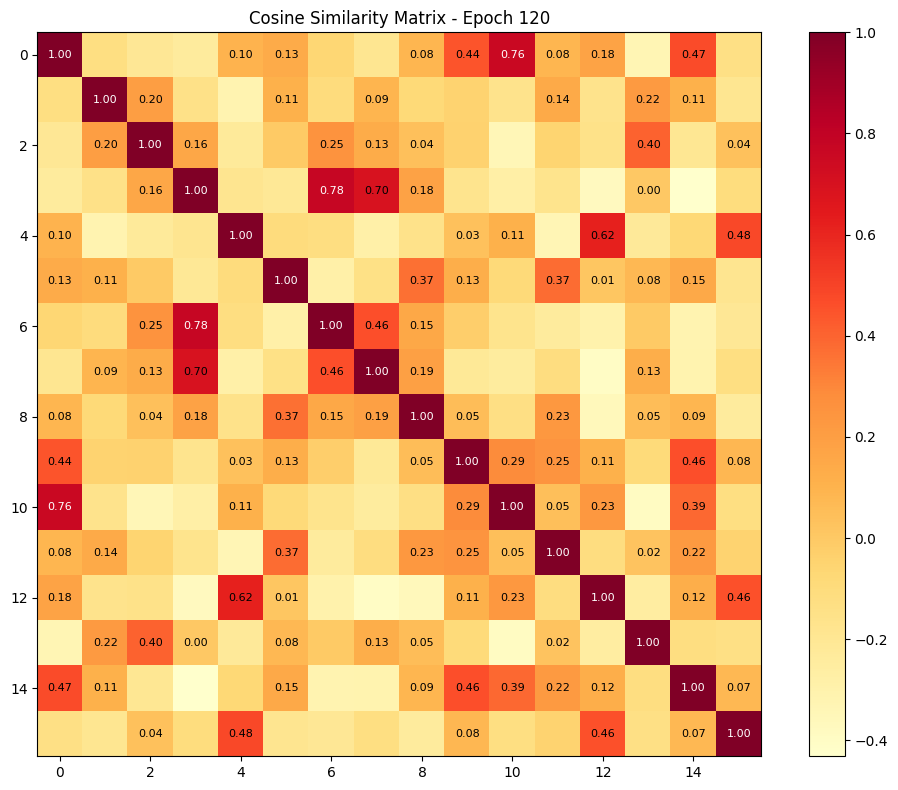 Cosine Similarity Matrix - Epoch 120
0 1.00 0.10 0.13 0.08 0.44 0.76 0.08 0.18 0.47 1.0
1.00 0.20 0.11 0.09 0.14 0.22 0.11
2 0.20 1.00 0.16 0.25 0.13 0.04 0.40 0.04 0.8
0.16 1.00 0.78 0.70 0.18 0.00
4 0.10 1.00 0.03 0.11 0.62 0.48 0.6
0.13 0.11 1.00 0.37 0.13 0.37 0.01 0.08 0.15
6 0.25 0.78 1.00 0.46 0.15 0.4
0.09 0.13 0.70 0.46 1.00 0.19 0.13
8 0.08 0.04 0.18 0.37 0.15 0.19 1.00 0.05 0.23 0.05 0.09 0.2
0.44 0.03 0.13 0.05 1.00 0.29 0.25 0.11 0.46 0.08
10 0.76 0.11 0.29 1.00 0.05 0.23 0.39 0.0
0.08 0.14 0.37 0.23 0.25 0.05 1.00 0.02 0.22
12 0.18 0.62 0.01 0.11 0.23 1.00 0.12 0.46
0.22 0.40 0.00 0.08 0.13 0.05 0.02 1.00 −0.2
14 0.47 0.11 0.15 0.09 0.46 0.39 0.22 0.12 1.00 0.07
0.04 0.48 0.08 0.46 0.07 1.00 −0.4
0 2 4 6 8 10 12 14